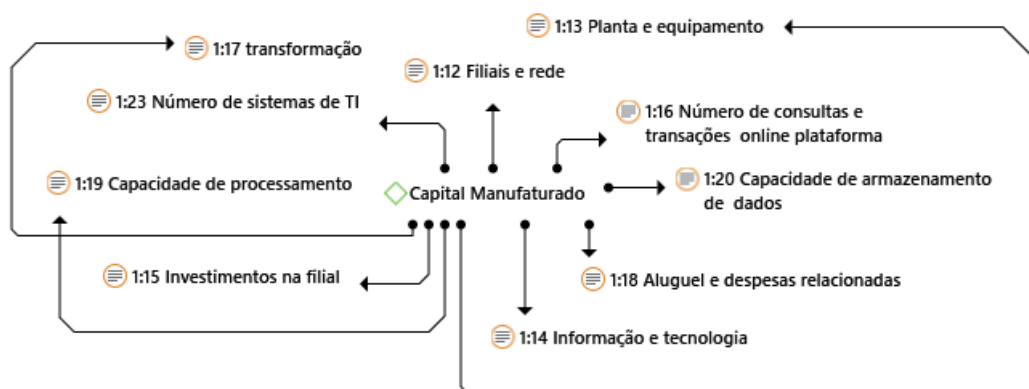 1:13 Planta e equipamento
1:17 transformação
1:12 Filiais e rede
1:23 Número de sistemas de TI
1:16 Número de consultas e
transações online plataforma
1:19 Capacidade de processamento
Capital Manufaturado
1:20 Capacidade de armazenamento
de dados
1:15 Investimentos na filial
1:18 Aluguel e despesas relacionadas
1:14 Informação e tecnologia